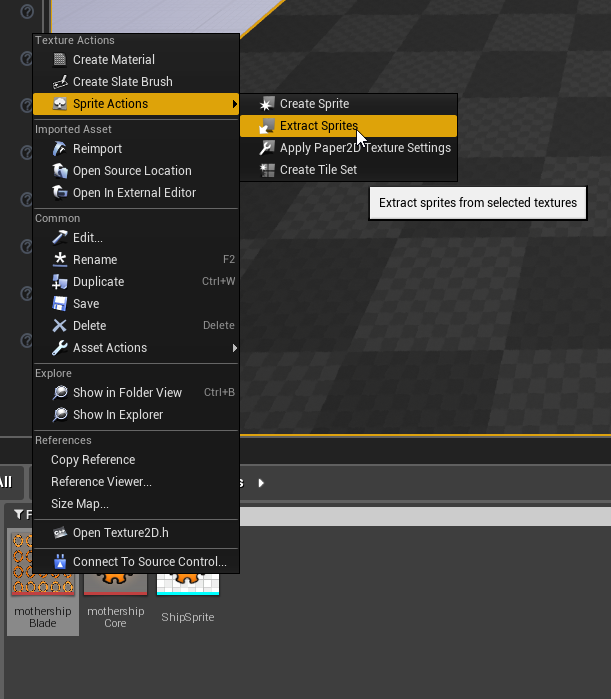 Texture Actions
Create Material
Create Slate Brush
Sprite Actions
Create Sprite
Extract Sprites
Apply Paper2D Texture Settings
Create Tile Set
Extract sprites from selected textures
Imported Asset
Reimport
Open Source Location
Open In External Editor
Common
Edit...
Rename F2
Duplicate Ctrl+W
Save
Delete Delete
Asset Actions
Explore
Show in Folder View Ctrl+B
Show In Explorer
References
Copy Reference
Reference Viewer...
Size Map...
Open Texture2D.h
Connect To Source Control...
mothership
Blade
mothership
Core
ShipSprite